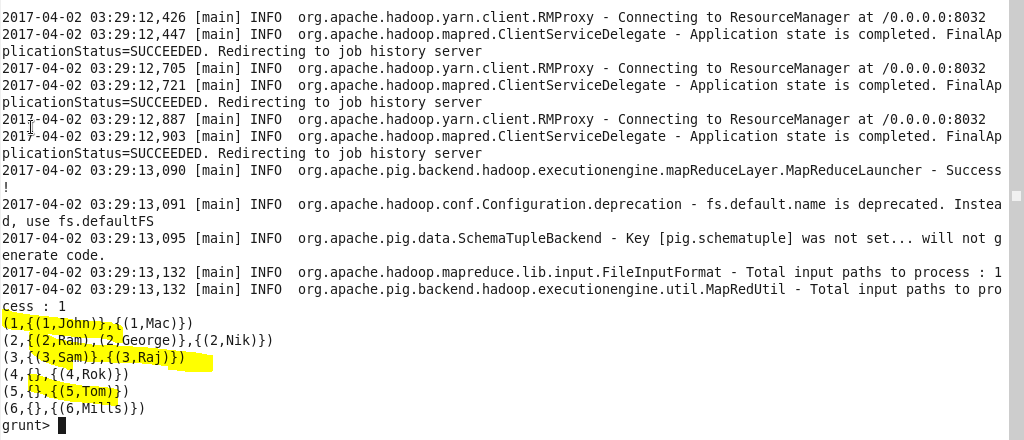 2017-04-02 03:29:12,426 [main] INFO  org.apache.hadoop.yarn.client.RMProxy - Connecting to ResourceManager at /0.0.0.0:8032
2017-04-02 03:29:12,447 [main] INFO  org.apache.hadoop.mapred.ClientServiceDelegate - Application state is completed. FinalAp
plicationStatus=SUCCEEDED. Redirecting to job history server
2017-04-02 03:29:12,705 [main] INFO  org.apache.hadoop.yarn.client.RMProxy - Connecting to ResourceManager at /0.0.0.0:8032
2017-04-02 03:29:12,721 [main] INFO  org.apache.hadoop.mapred.ClientServiceDelegate - Application state is completed. FinalAp
plicationStatus=SUCCEEDED. Redirecting to job history server
2017-04-02 03:29:12,887 [main] INFO  org.apache.hadoop.yarn.client.RMProxy - Connecting to ResourceManager at /0.0.0.0:8032
2017-04-02 03:29:12,903 [main] INFO  org.apache.hadoop.mapred.ClientServiceDelegate - Application state is completed. FinalAp
plicationStatus=SUCCEEDED. Redirecting to job history server
2017-04-02 03:29:13,090 [main] INFO  org.apache.pig.backend.hadoop.executionengine.mapReduceLayer.MapReduceLauncher - Success
!
2017-04-02 03:29:13,091 [main] INFO  org.apache.hadoop.conf.Configuration.deprecation - fs.default.name is deprecated. Instea
d, use fs.defaultFS
2017-04-02 03:29:13,095 [main] INFO  org.apache.pig.data.SchemaTupleBackend - Key [pig.schematuple] was not set... will not g
enerate code.
2017-04-02 03:29:13,132 [main] INFO  org.apache.hadoop.mapreduce.lib.input.FileInputFormat - Total input paths to process : 1
2017-04-02 03:29:13,132 [main] INFO  org.apache.pig.backend.hadoop.executionengine.util.MapRedUtil - Total input paths to pro
cess : 1
(1,{(1,John)},{(1,Mac)})
(2,{(2,Ram),(2,George)},{(2,Nik)})
(3,{(3,Sam)},{(3,Raj)})
(4,{},{(4,Rok)})
(5,{},{(5,Tom)})
(6,{},{(6,Mills)})
grunt>